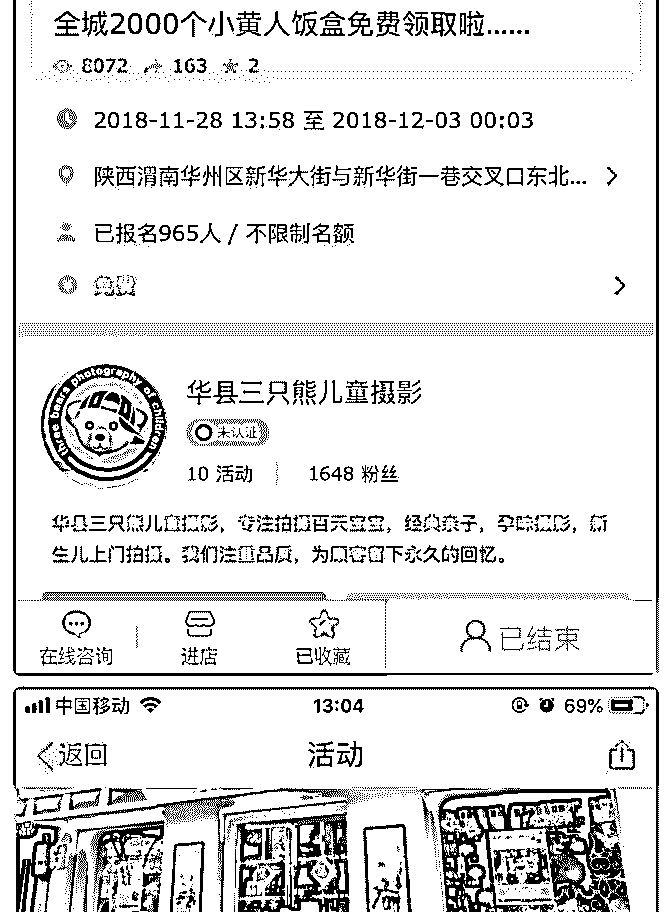 全城2000个小黄人饭盒免费领取啦......
8072 163 2
2018-11-28 13:58 至 2018-12-03 00:03
陕西渭南华州区新华大街与新华街一巷交叉口东北...
已报名965人 / 不限制名额
免费
three bears photography of children
华县三只熊儿童摄影
未认证
10 活动 1648 粉丝
华县三只熊儿童摄影，专注拍摄百天宝宝，经典亲子，孕味摄影，新
生儿上门拍摄。我们注重品质，为顾客留下永久的回忆。
在线咨询 进店 已收藏 已结束
中国移动 13:04 69%
返回 活动